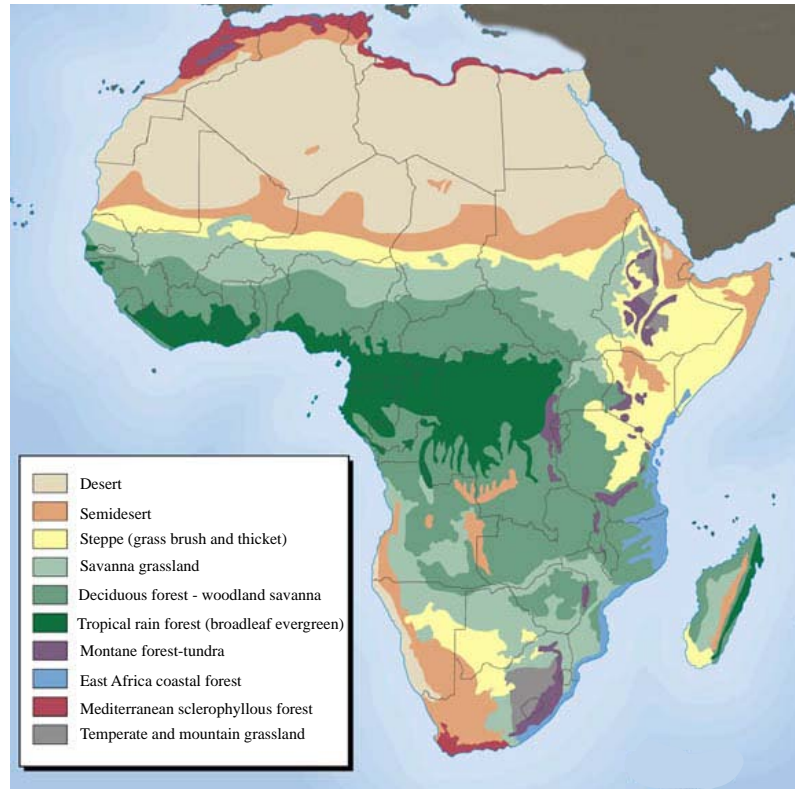 Desert
Semidesert
Steppe (grass brush and thicket)
Savanna grassland
Deciduous forest - woodland savanna
Tropical rain forest (broadleaf evergreen)
Montane forest-tundra
East Africa coastal forest
Mediterranean sclerophyllous forest
Temperate and mountain grassland